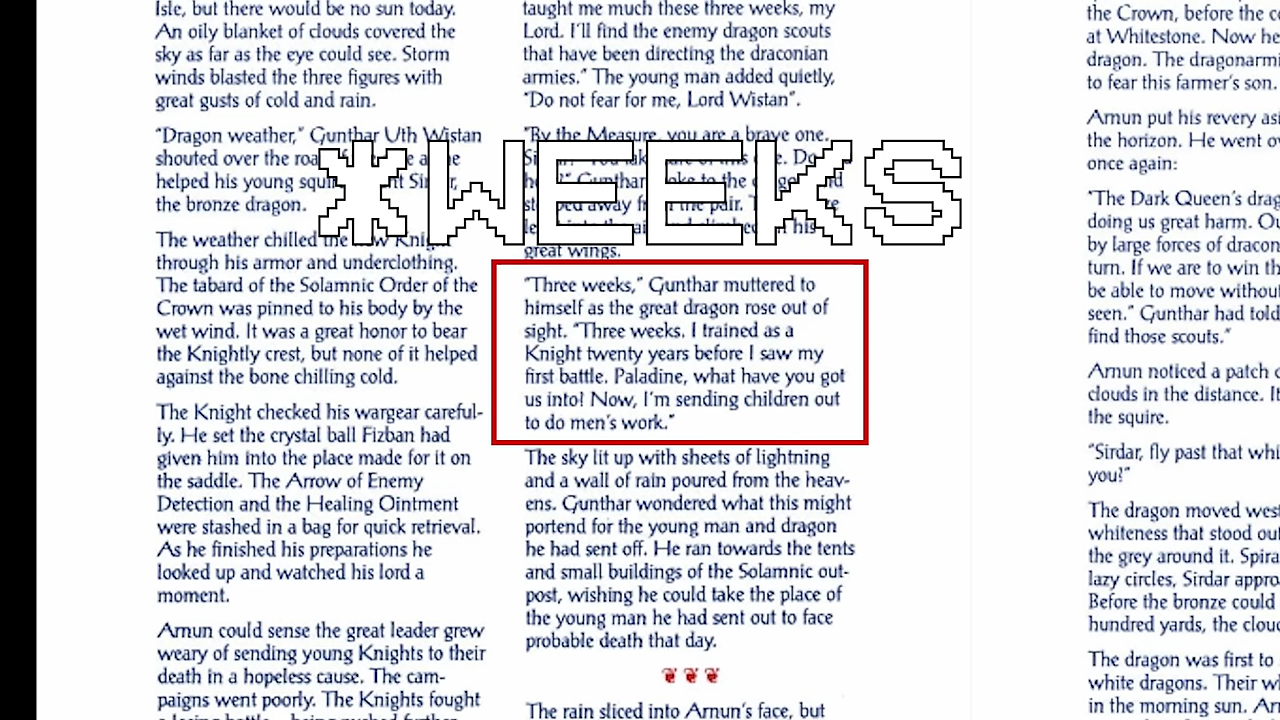 Isle, but there would be no sun today.
An oily blanket of clouds covered the
sky as far as the eye could see. Storm
winds blasted the three figures with
great gusts of cold and rain.
"Dragon weather," Gunthar Uth Wistan
shouted over the
helped his young
the bronze dragon.
The weather chilled the
through his armor and underclothing.
The tabard of the Solamnic Order of the
Crown was pinned to his body by the
wet wind. It was a great honor to bear
the Knightly crest, but none of it helped
against the bone chilling cold.
The Knight checked his wargear careful-
ly. He set the crystal ball Fizban had
given him into the place made for it on
the saddle. The Arrow of Enemy
Detection and the Healing Ointment
were stashed in a bag for quick retrieval.
As he finished his preparations he
looked up and watched his lord a
moment.
Arnun could sense the great leader grew
weary of sending young Knights to their
death in a hopeless cause. The cam-
paigns went poorly. The Knights fought
taught me much these three weeks, my
Lord. I'll find the enemy dragon scouts
that have been directing the draconian
armies." The young man added quietly,
"Do not fear for me, Lord Wistan".
"By the Measure, you are a brave one,
*WEEKS
great wings.
"Three weeks," Gunthar muttered to
himself as the great dragon rose out of
sight. "Three weeks. I trained as a
Knight twenty years before I saw my
first battle. Paladine, what have you got
us into! Now, I'm sending children out
to do men's work."
The sky lit up with sheets of lightning
and a wall of rain poured from the heav-
ens. Gunthar wondered what this might
portend for the young man and dragon
he had sent off. He ran towards the tents
and small buildings of the Solamnic out-
post, wishing he could take the place of
the young man he had sent out to face
probable death that day.
The rain sliced into Arnun's face, but
the Crown, before the
at Whitestone. Now he
dragon. The dragonarmi
to fear this farmer's son.
Arnun put his revery
the horizon. He went
once again:
"The Dark Queen's
doing us great harm.
by large forces of
turn. If we are to win
be able to move without
seen." Gunthar had told
find those scouts."
Arnun noticed a patch
clouds in the distance.
the squire.
"Sirdar, fly past that
you?"
The dragon moved
whiteness that stood
the grey around it.
lazy circles, Sirdar
Before the bronze could
hundred yards, the
The dragon was first to
white dragons. Their
in the morning sun.